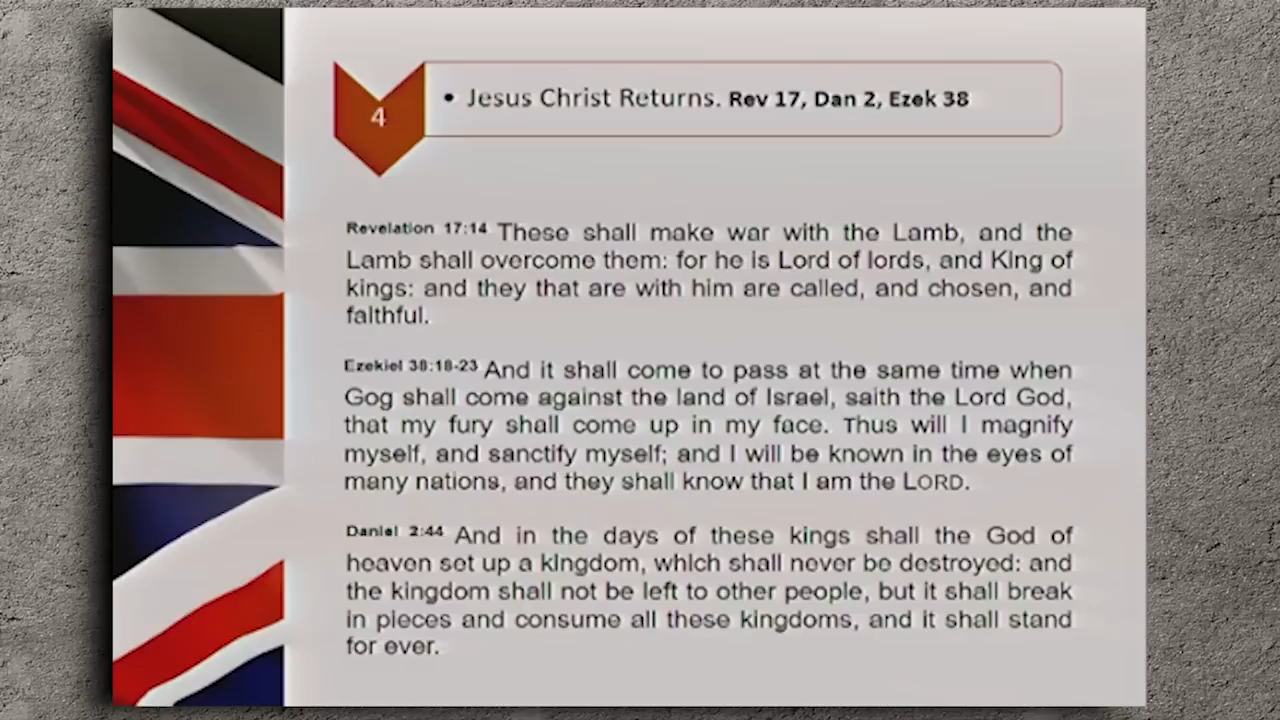 4
• Jesus Christ Returns. Rev 17, Dan 2, Ezek 38
Revelation 17:14 These shall make war with the Lamb, and the
Lamb shall overcome them: for he is Lord of lords, and King of
kings: and they that are with him are called, and chosen, and
faithful.
Ezekiel 38:18-23 And it shall come to pass at the same time when
Gog shall come against the land of Israel, saith the Lord God,
that my fury shall come up in my face. Thus will I magnify
myself, and sanctify myself; and I will be known in the eyes of
many nations, and they shall know that I am the LORD.
Daniel 2:44 And in the days of these kings shall the God of
heaven set up a kingdom, which shall never be destroyed: and
the kingdom shall not be left to other people, but it shall break
in pieces and consume all these kingdoms, and it shall stand
for ever.